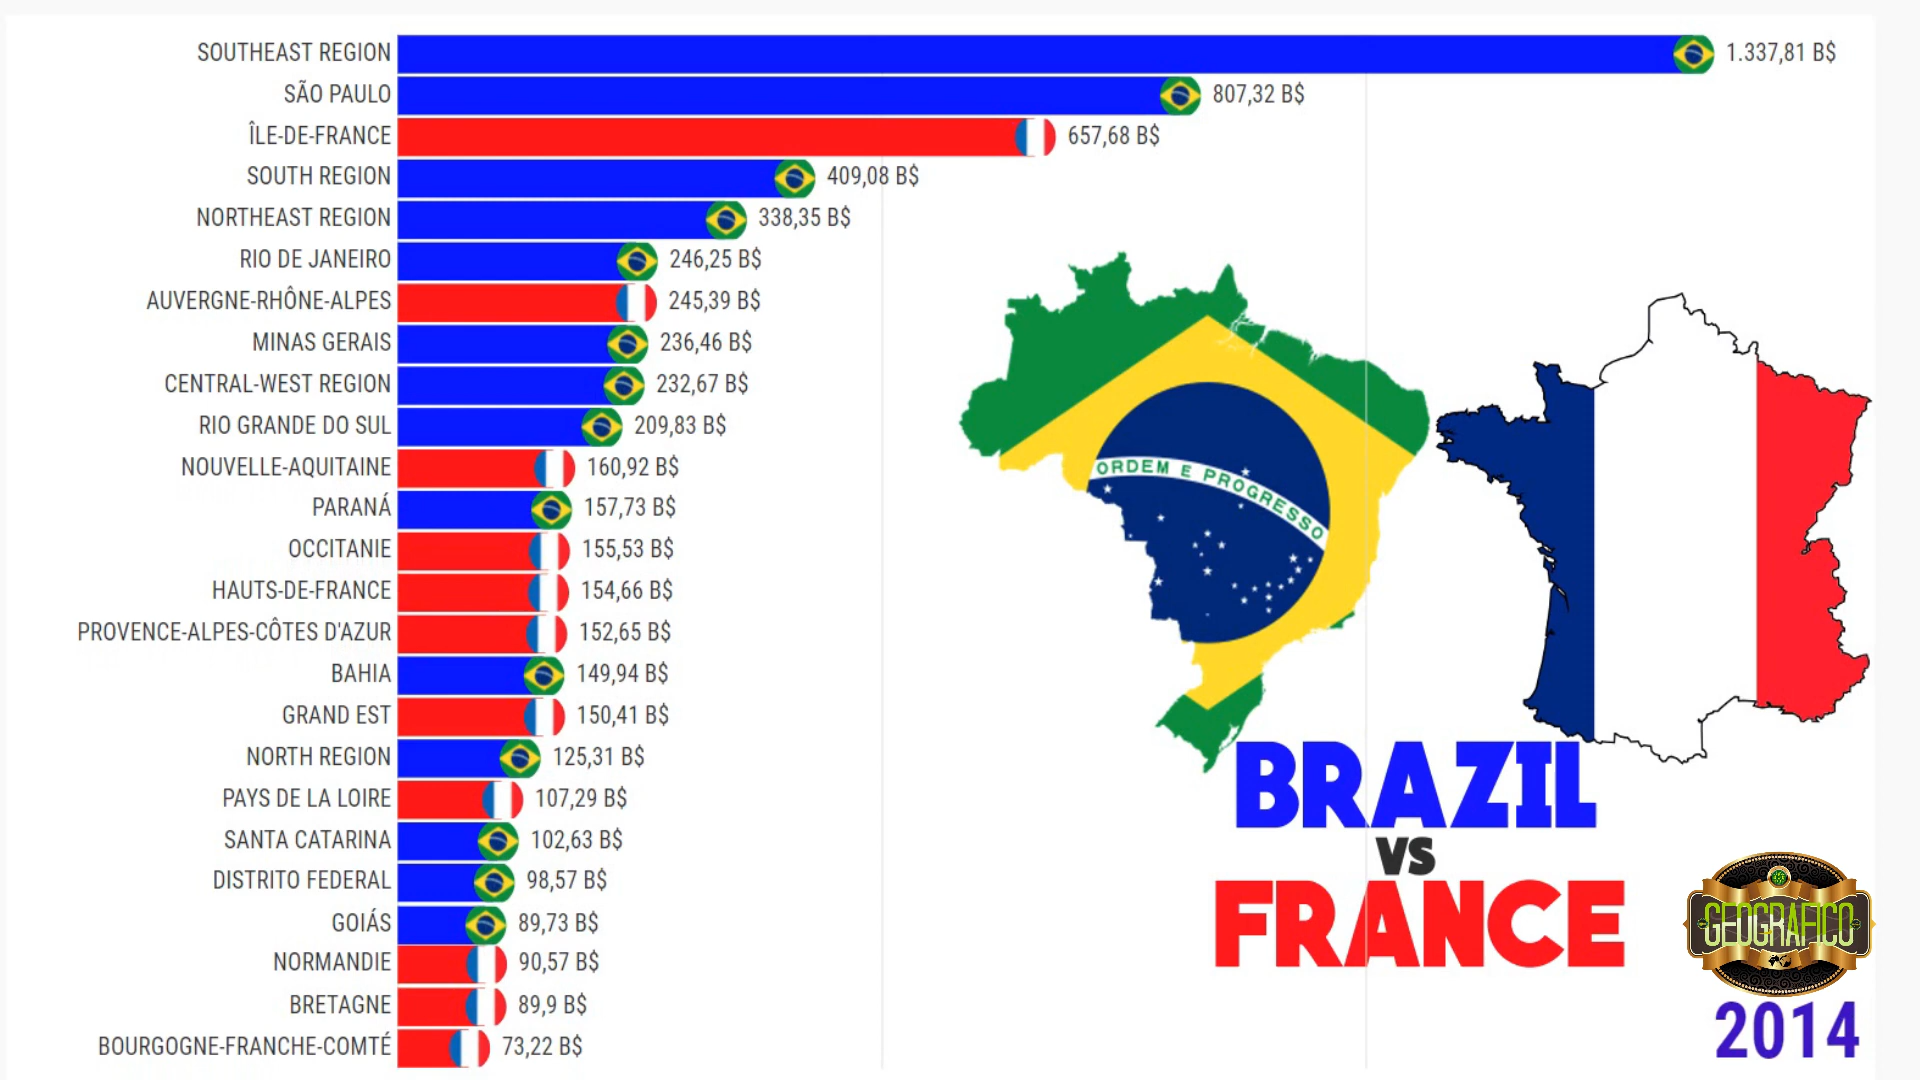 SOUTHEAST REGION 1.337,81 B$
SÃO PAULO 807,32 B$
ÎLE-DE-FRANCE 657,68 B$
SOUTH REGION 409,08 B$
NORTHEAST REGION 338,35 B$
RIO DE JANEIRO 246,25 B$
AUVERGNE-RHÔNE-ALPES 245,39 B$
MINAS GERAIS 236,46 B$
CENTRAL-WEST REGION 232,67 B$
RIO GRANDE DO SUL 209,83 B$
NOUVELLE-AQUITAINE 160,92 B$
PARANÁ 157,73 B$
OCCITANIE 155,53 B$
HAUTS-DE-FRANCE 154,66 B$
PROVENCE-ALPES-CÔTES D'AZUR 152,65 B$
BAHIA 149,94 B$
GRAND EST 150,41 B$
NORTH REGION 125,31 B$
PAYS DE LA LOIRE 107,29 B$
SANTA CATARINA 102,63 B$
DISTRITO FEDERAL 98,57 B$
GOIÁS 89,73 B$
NORMANDIE 90,57 B$
BRETAGNE 89,9 B$
BOURGOGNE-FRANCHE-COMTÉ 73,22 B$
ORDEM E PROGRESSO
BRAZIL
VS
FRANCE
GEOGRAFICO
2014